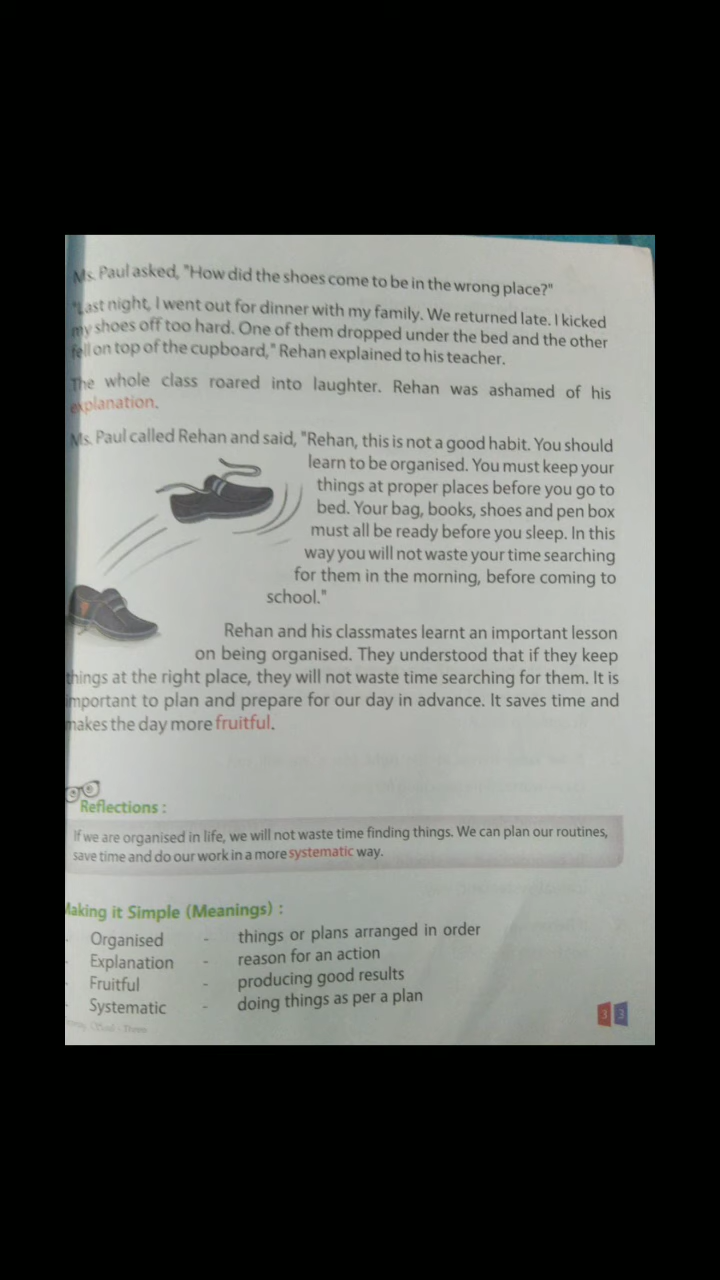 Ms. Paul asked, "How did the shoes come to be in the wrong place?"
"Last night, I went out for dinner with my family. We returned late. I kicked
my shoes off too hard. One of them dropped under the bed and the other
fell on top of the cupboard," Rehan explained to his teacher.
The whole class roared into laughter. Rehan was ashamed of his
explanation.
Ms. Paul called Rehan and said, "Rehan, this is not a good habit. You should
learn to be organised. You must keep your
things at proper places before you go to
bed. Your bag, books, shoes and pen box
must all be ready before you sleep. In this
way you will not waste your time searching
for them in the morning, before coming to
school."
Rehan and his classmates learnt an important lesson
on being organised. They understood that if they keep
things at the right place, they will not waste time searching for them. It is
important to plan and prepare for our day in advance. It saves time and
makes the day more fruitful.
Reflections :
If we are organised in life, we will not waste time finding things. We can plan our routines,
save time and do our work in a more systematic way.
Making it Simple (Meanings) :
- Organised - things or plans arranged in order
- Explanation - reason for an action
- Fruitful - producing good results
- Systematic - doing things as per a plan
3 3